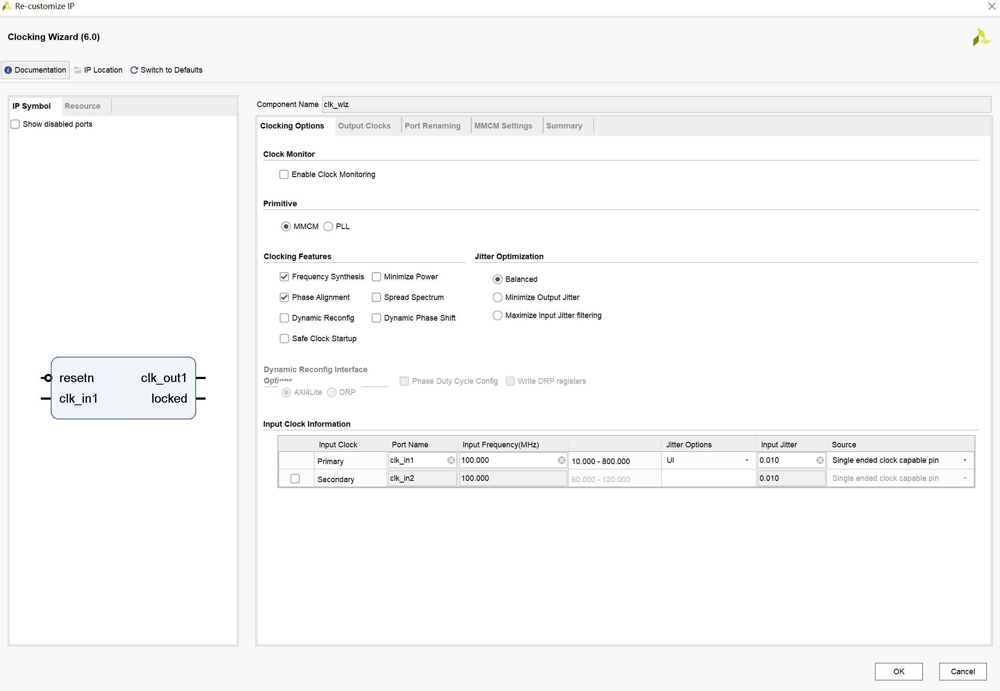 Re-customize IP
Clocking Wizard (6.0)
Documentation IP Location Switch to Defaults
IP Symbol Resource
Show disabled ports
resetn clk_out1
clk_in1 locked
Component Name clk_wiz
Clocking Options Output Clocks Port Renaming MMCM Settings Summary
Clock Monitor
Enable Clock Monitoring
Primitive
MMCM PLL
Clocking Features Jitter Optimization
Frequency Synthesis Minimize Power Balanced
Phase Alignment Spread Spectrum Minimize Output Jitter
Dynamic Reconfig Dynamic Phase Shift Maximize Input Jitter filtering
Safe Clock Startup
Dynamic Reconfig Interface
Options Phase Duty Cycle Config Write DRP registers
AXI4Lite DRP
Input Clock Information
Input Clock Port Name Input Frequency(MHz) Jitter Options Input Jitter Source
Primary clk_in1 100.000 10.000 - 800.000 UI 0.010 Single ended clock capable pin
Secondary clk_in2 100.000 60.000 - 120.000 0.010 Single ended clock capable pin
OK Cancel